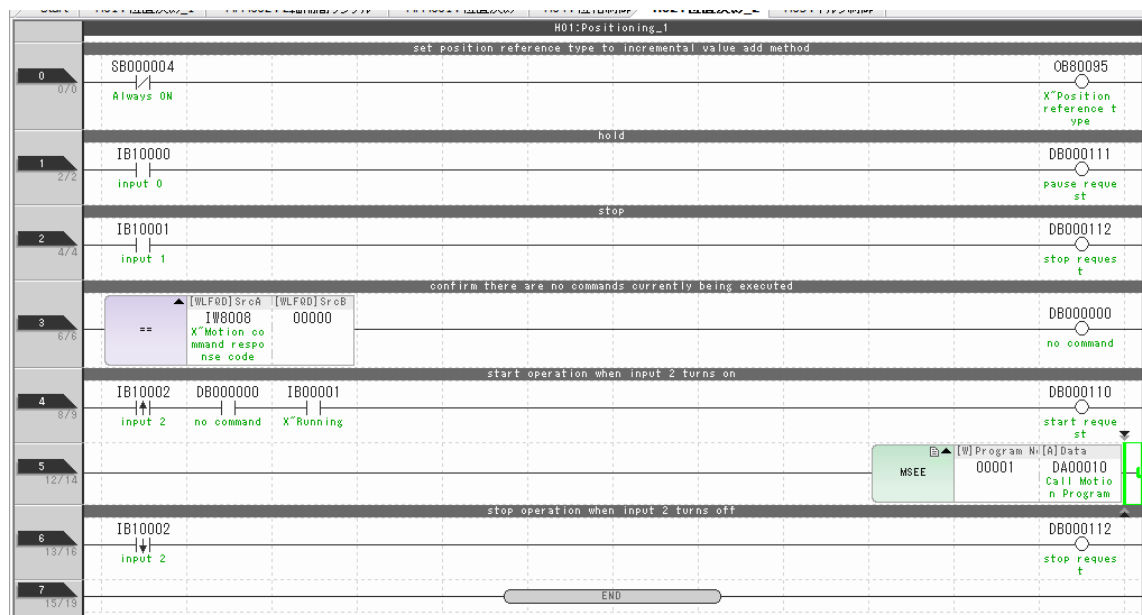 H01:Positioning_1
set position reference type to incremental value add method
0
0/0
SB000004
Always ON
OB80095
X~Position
reference t
ype
hold
1
2/2
IB10000
input 0
DB000111
pause reque
st
stop
2
4/4
IB10001
input 1
DB000112
stop reques
t
confirm there are no commands currently being executed
3
6/6
==
[WLFQD]SrcA
[WLFQD]SrcB
IW8008
00000
X~Motion co
mmand respo
nse code
DB000000
no command
start operation when input 2 turns on
4
8/9
IB10002
DB000000
IB00001
input 2
no command
X~Running
DB000110
start reque
st
5
12/14
MSEE
[W]Program N
[A]Data
00001
DA00010
Call Motio
n Program
stop operation when input 2 turns off
6
13/16
IB10002
input 2
DB000112
stop reques
t
7
15/19
END